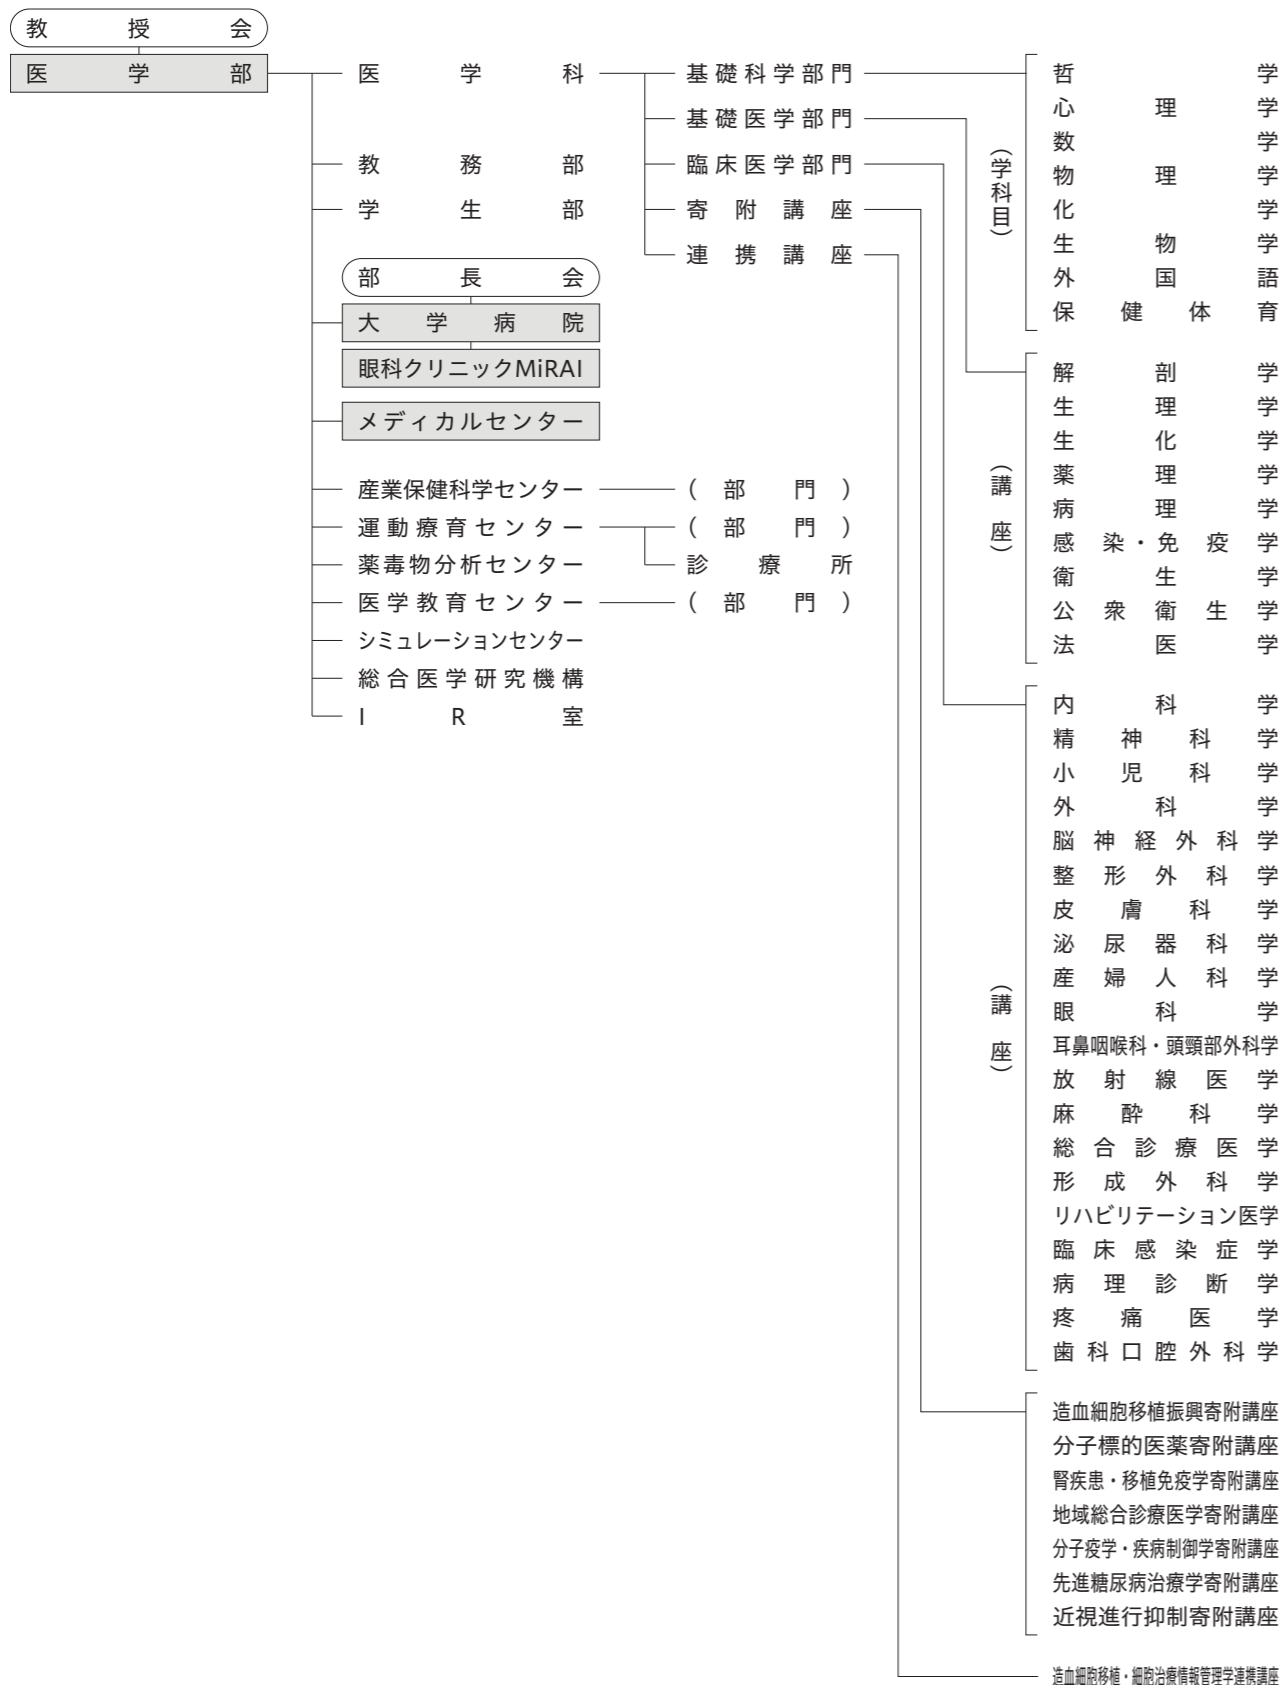 教授会
医学部
医学科
教務部
学生部
部長会
大学病院
眼科クリニックMiRAI
メディカルセンター
産業保健科学センター
(部門)
運動療育センター
(部門)
診療所
薬毒物分析センター
医学教育センター
(部門)
シミュレーションセンター
総合医学研究機構
IR室
基礎科学部門
基礎医学部門
臨床医学部門
寄附講座
連携講座
(学科目)
哲学
心理学
数学
物理学
化学
生物学
外国語
保健体育
(講座)
解剖学
生理学
生化学
薬理学
病理学
感染・免疫学
衛生学
公衆衛生学
法医学
(講座)
内科学
精神科学
小児科学
外科学
脳神経外科学
整形外科学
皮膚科学
泌尿器科学
産婦人科学
眼科学
耳鼻咽喉科・頭頸部外科学
放射線医学
麻酔科学
総合診療医学
形成外科学
リハビリテーション医学
臨床感染症学
病理診断学
疼痛医学
歯科口腔外科学
造血細胞移植振興寄附講座
分子標的医薬寄附講座
腎疾患・移植免疫学寄附講座
地域総合診療医学寄附講座
分子疫学・疾病制御学寄附講座
先進糖尿病治療学寄附講座
近視進行抑制寄附講座
造血細胞移植・細胞治療情報管理学連携講座